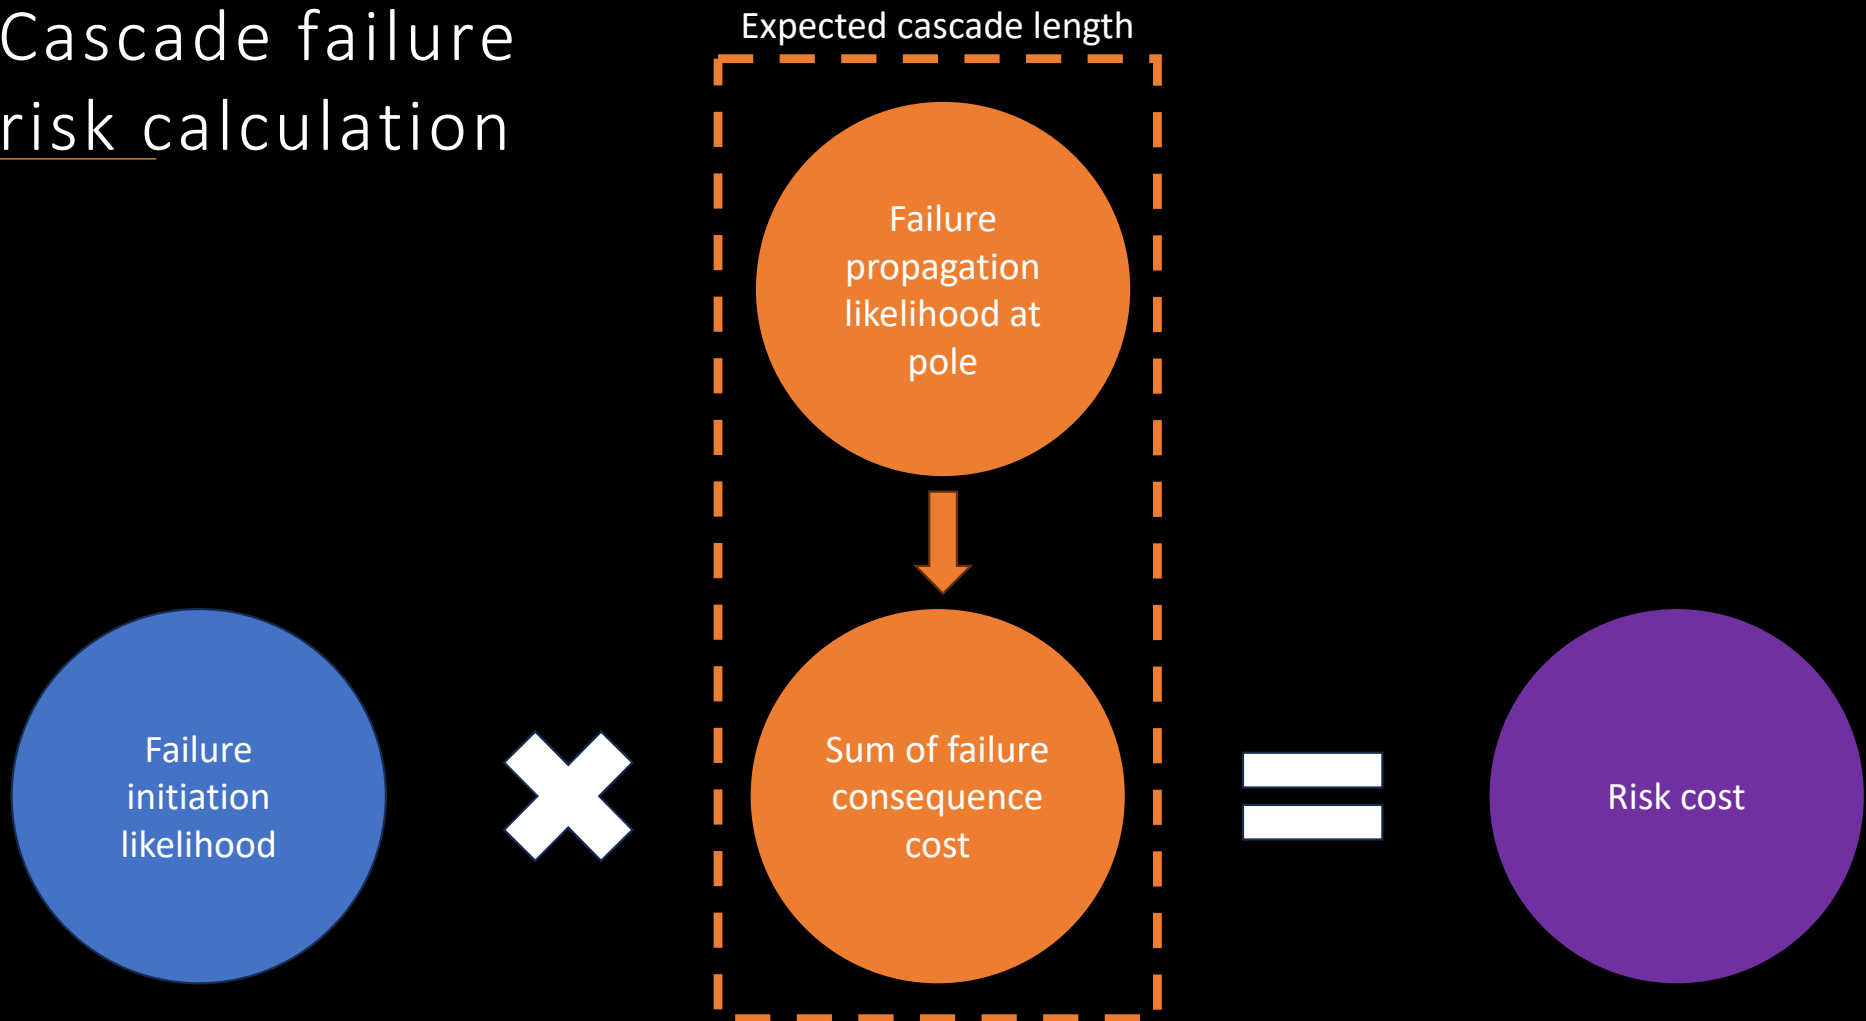 Cascade failure
risk calculation
Expected cascade length
Failure
propagation
likelihood at
pole
Failure
initiation
likelihood
Sum of failure
consequence
cost
Risk cost